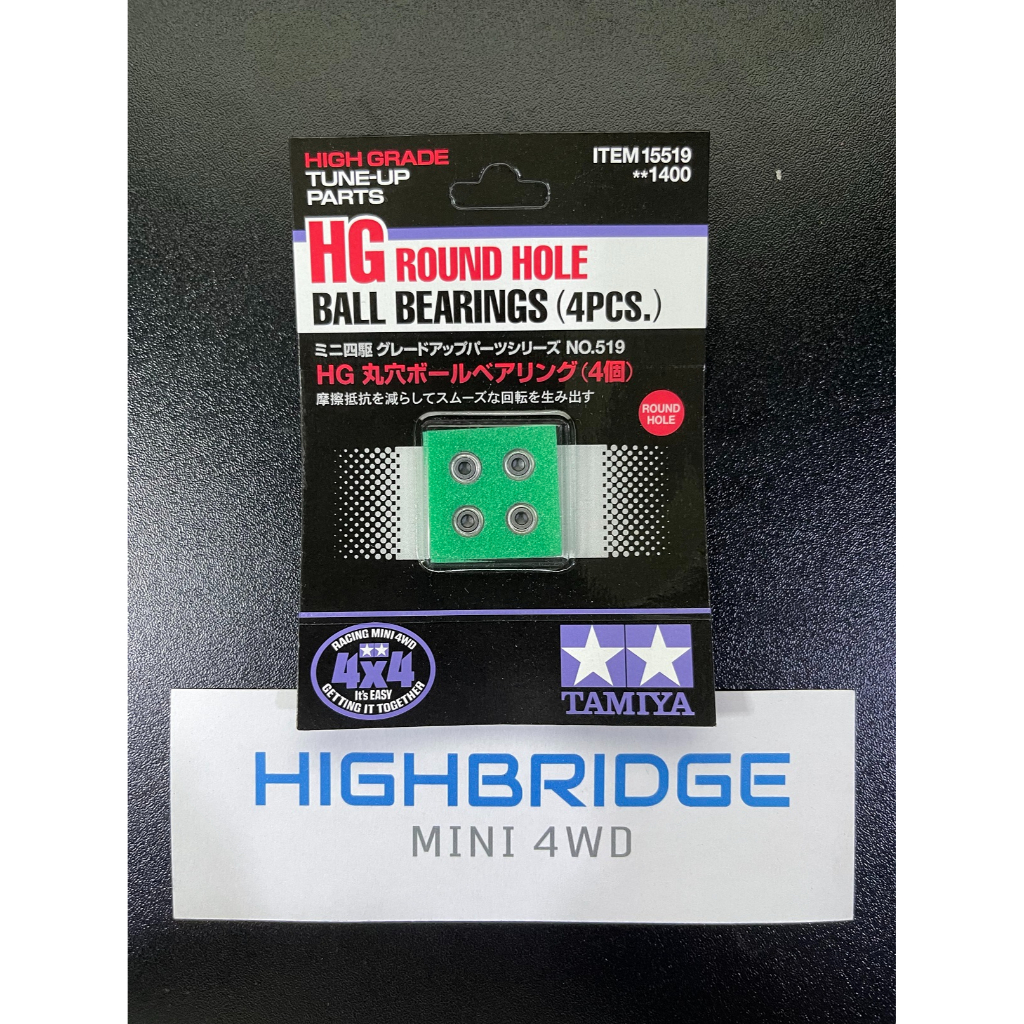 HIGH GRADE
TUNE-UP
PARTS
ITEM 15519
**1400
HG ROUND HOLE
BALL BEARINGS (4PCS.)
ミニ四駆 グレードアップパーツシリーズ NO.519
HG 丸穴ボールベアリング(4個)
摩擦抵抗を減らしてスムーズな回転を生み出す
ROUND
HOLE
RACING MINI 4WD
4x4
It's EASY
GETTING IT TOGETHER
TAMIYA
HIGHBRIDGE
MINI 4WD